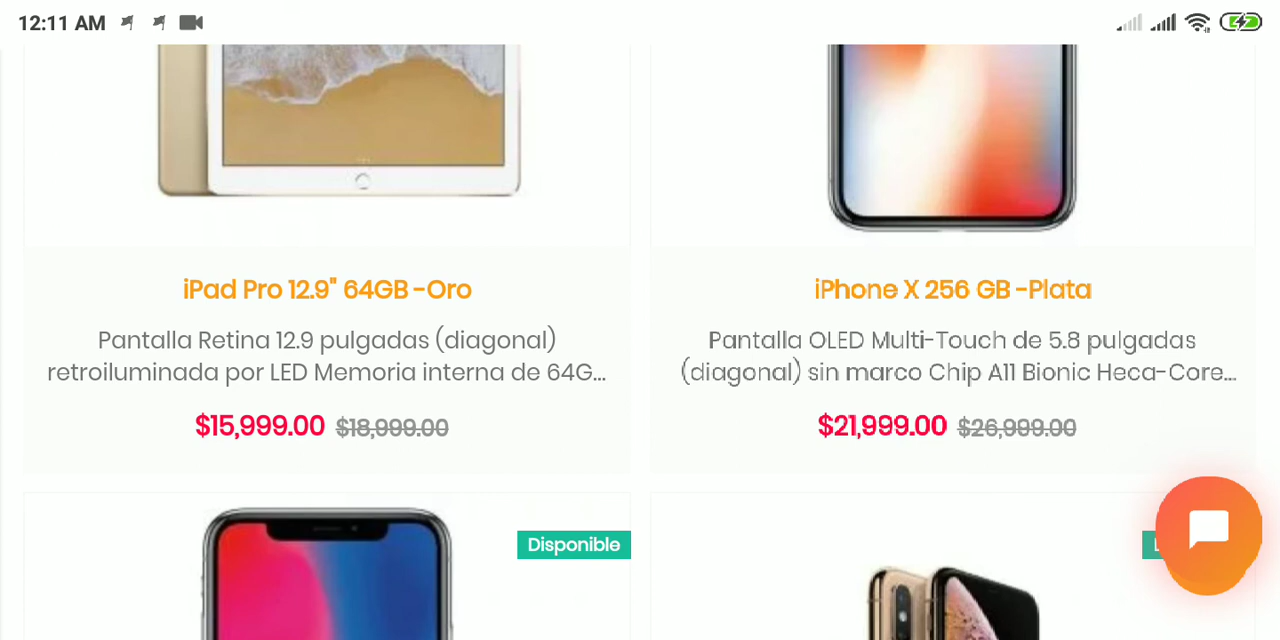 12:11 AM
iPad Pro 12.9" 64GB -Oro
Pantalla Retina 12.9 pulgadas (diagonal)
retroiluminada por LED Memoria interna de 64G...
$15,999.00 $18,999.00
iPhone X 256 GB -Plata
Pantalla OLED Multi-Touch de 5.8 pulgadas
(diagonal) sin marco Chip A11 Bionic Heca-Core...
$21,999.00 $26,999.00
Disponible